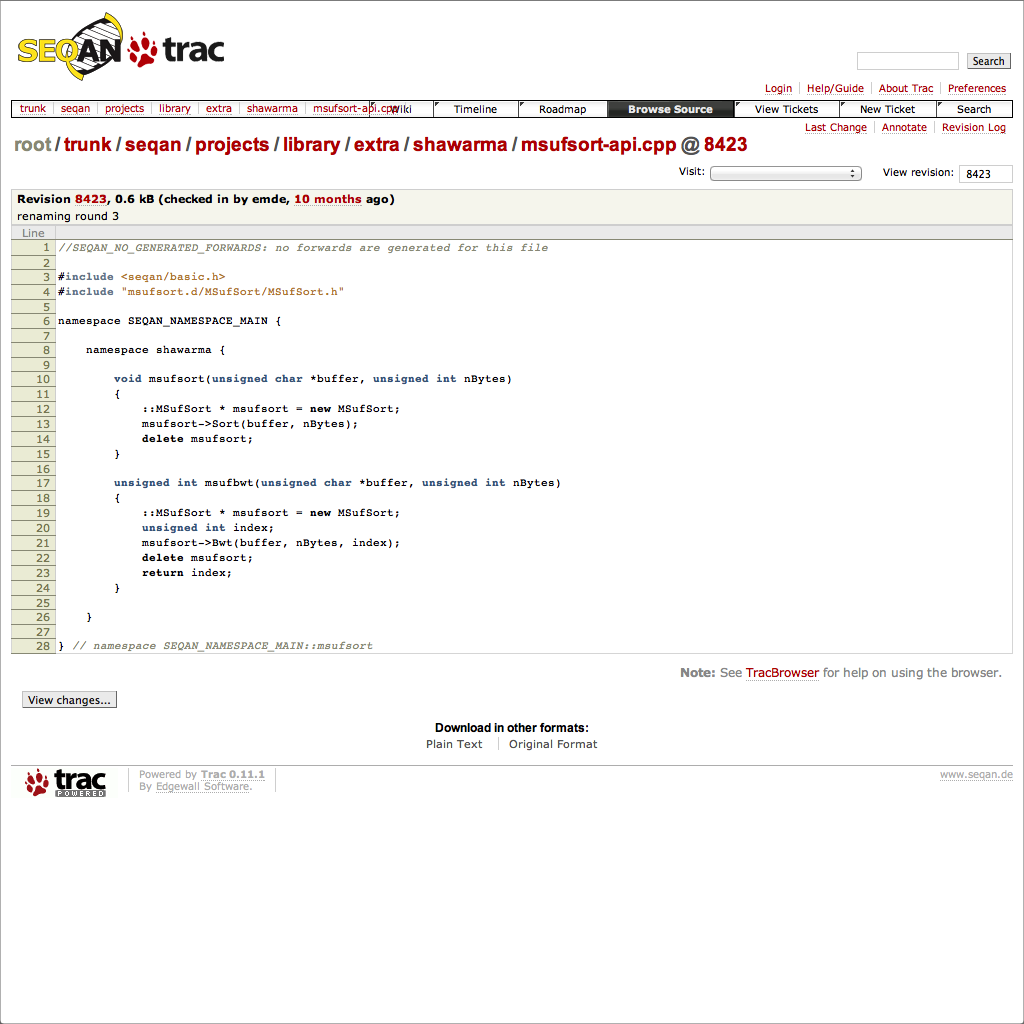 SEQAN trac
Search
Login Help/Guide About Trac Preferences
trunk seqan projects library extra shawarma msufsort-api.cpp Wiki Timeline Roadmap Browse Source View Tickets New Ticket Search
Last Change Annotate Revision Log
root / trunk / seqan / projects / library / extra / shawarma / msufsort-api.cpp @ 8423
Visit: View revision: 8423
Revision 8423, 0.6 kB (checked in by emde, 10 months ago)
renaming round 3
Line
1 //SEQAN_NO_GENERATED_FORWARDS: no forwards are generated for this file
2
3 #include <seqan/basic.h>
4 #include "msufsort.d/MSufSort/MSufSort.h"
5
6 namespace SEQAN_NAMESPACE_MAIN {
7
8     namespace shawarma {
9
10         void msufsort(unsigned char *buffer, unsigned int nBytes)
11         {
12             ::MSufSort * msufsort = new MSufSort;
13             msufsort->Sort(buffer, nBytes);
14             delete msufsort;
15         }
16
17         unsigned int msufbwt(unsigned char *buffer, unsigned int nBytes)
18         {
19             ::MSufSort * msufsort = new MSufSort;
20             unsigned int index;
21             msufsort->Bwt(buffer, nBytes, index);
22             delete msufsort;
23             return index;
24         }
25
26     }
27
28 } // namespace SEQAN_NAMESPACE_MAIN::msufsort
Note: See TracBrowser for help on using the browser.
View changes...
Download in other formats:
Plain Text Original Format
trac POWERED
Powered by Trac 0.11.1
By Edgewall Software.
www.seqan.de